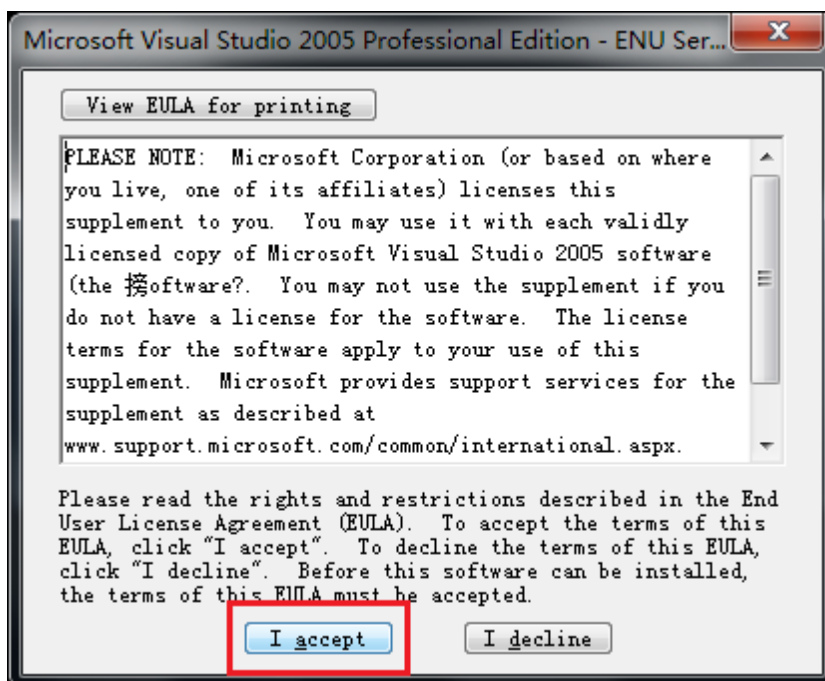 Microsoft Visual Studio 2005 Professional Edition - ENU Ser...
View EULA for printing
PLEASE NOTE:  Microsoft Corporation (or based on where
you live, one of its affiliates) licenses this
supplement to you.  You may use it with each validly
licensed copy of Microsoft Visual Studio 2005 software
(the 搒oftware?.  You may not use the supplement if you
do not have a license for the software.  The license
terms for the software apply to your use of this
supplement.  Microsoft provides support services for the
supplement as described at
www.support.microsoft.com/common/international.aspx.
Please read the rights and restrictions described in the End
User License Agreement (EULA).  To accept the terms of this
EULA, click "I accept".  To decline the terms of this EULA,
click "I decline".  Before this software can be installed,
the terms of this EULA must be accepted.
I accept
I decline